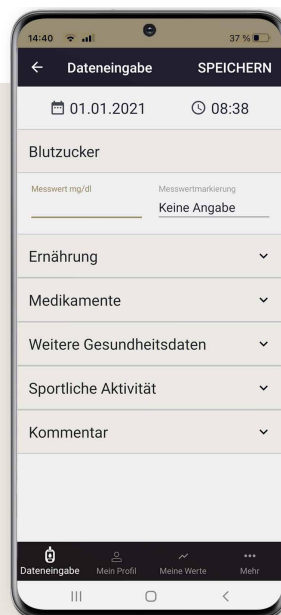 14:40 37 %
Dateneingabe SPEICHERN
01.01.2021 08:38
Blutzucker
Messwert mg/dl Messwertmarkierung
Keine Angabe
Ernährung
Medikamente
Weitere Gesundheitsdaten
Sportliche Aktivität
Kommentar
Dateneingabe Mein Profil Meine Werte Mehr